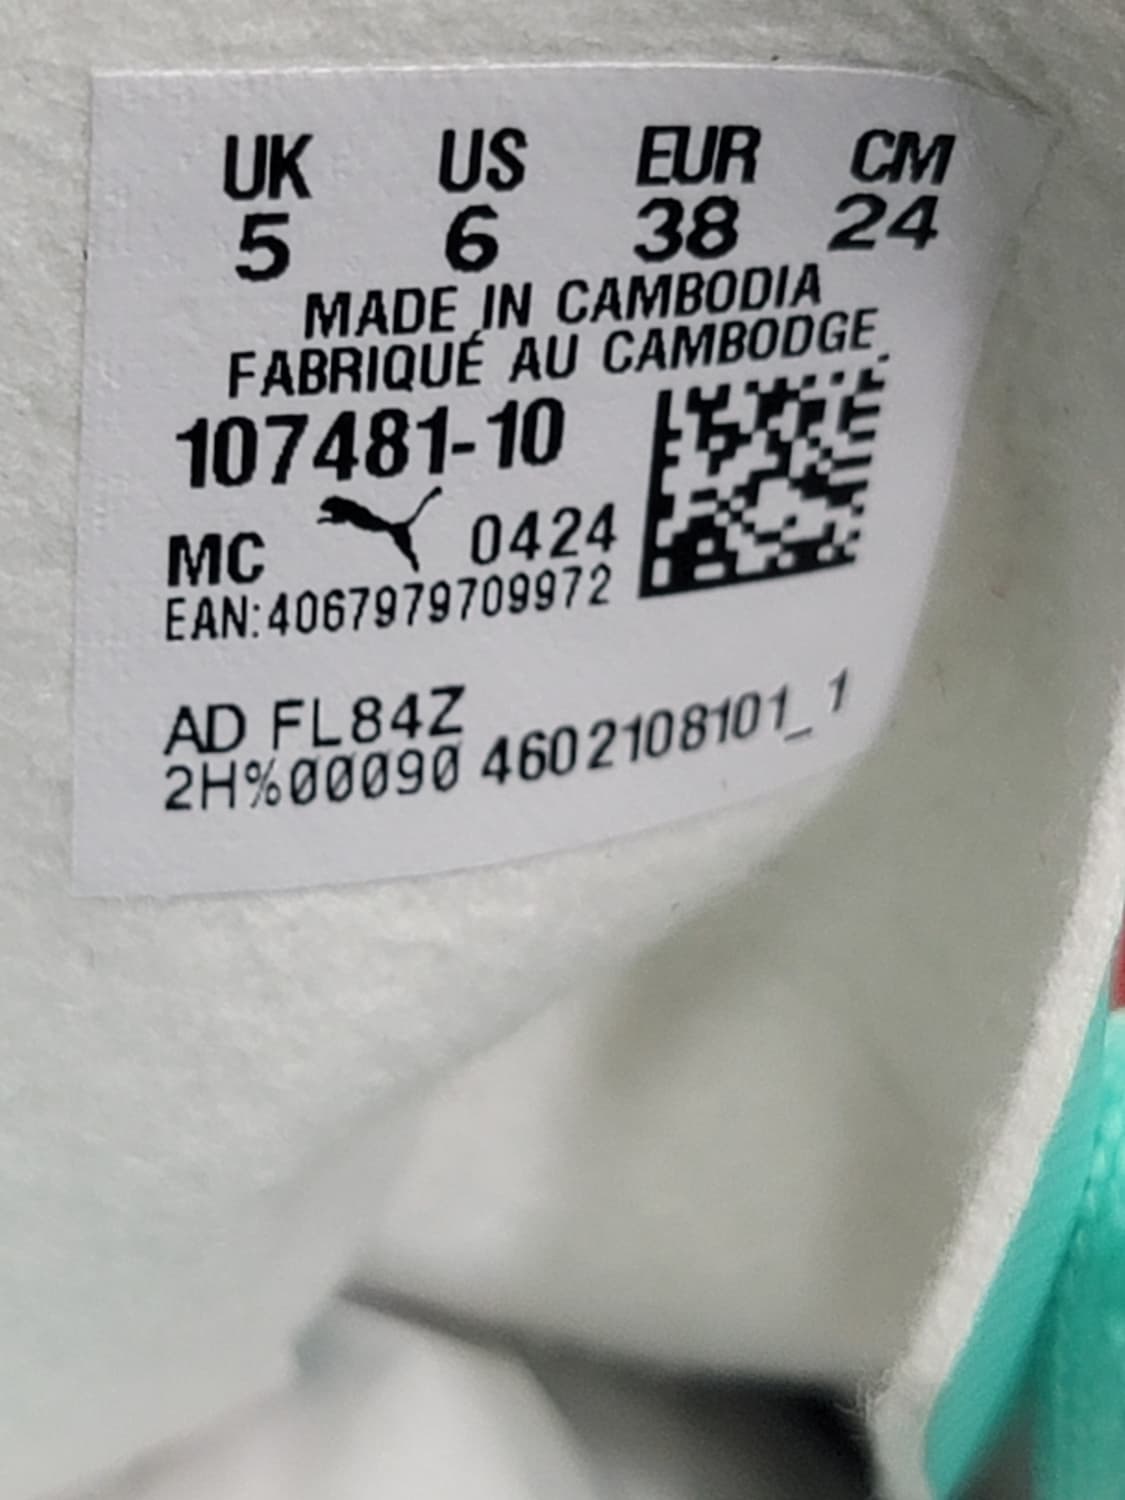 UK US EUR CM
5 6 38 24
MADE IN CAMBODIA
FABRIQUÉ AU CAMBODGE
107481-10
MC 0424
EAN:4067979709972
AD FL84Z
2H%00090 4602108101_1